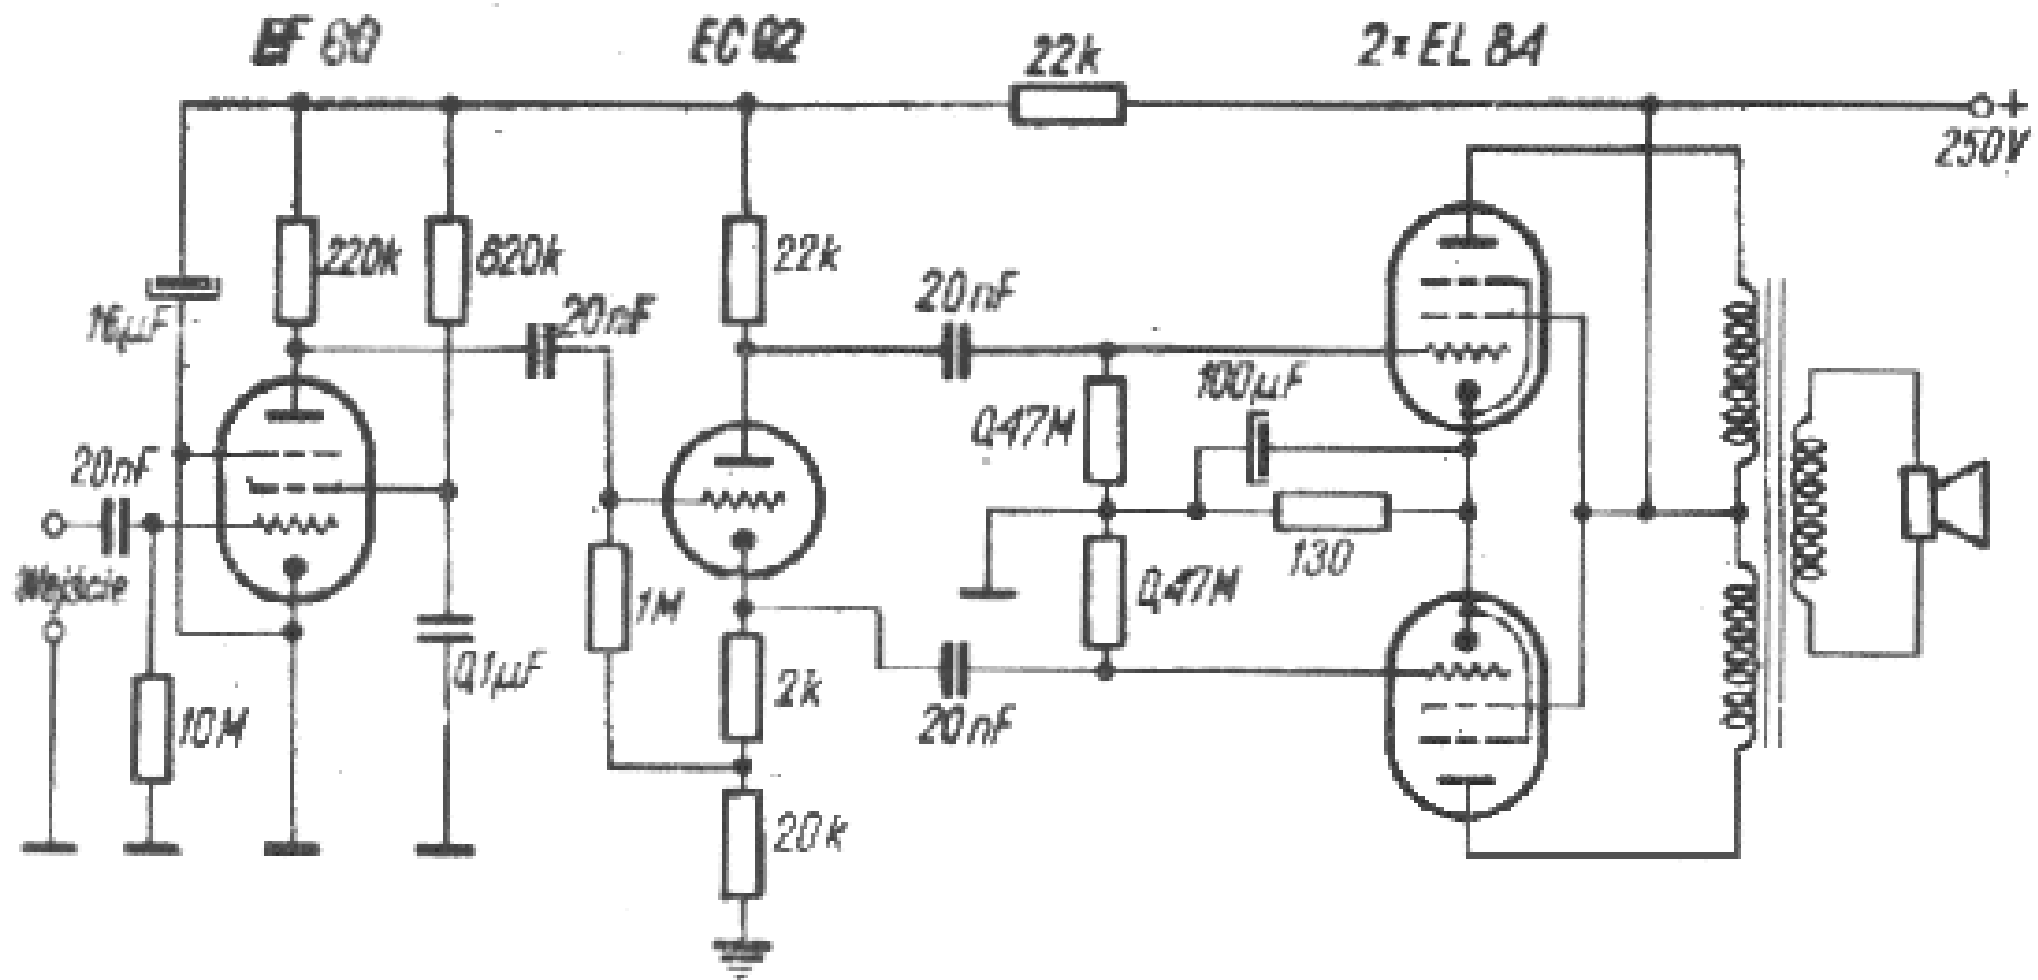 EF 80
EC 92
22k
2×EL 84
+
250V
220k
820k
22k
16µF
20nF
20nF
100µF
20nF
0,47M
Wejście
1M
130
0,47M
0,1µF
2k
10M
20nF
20k